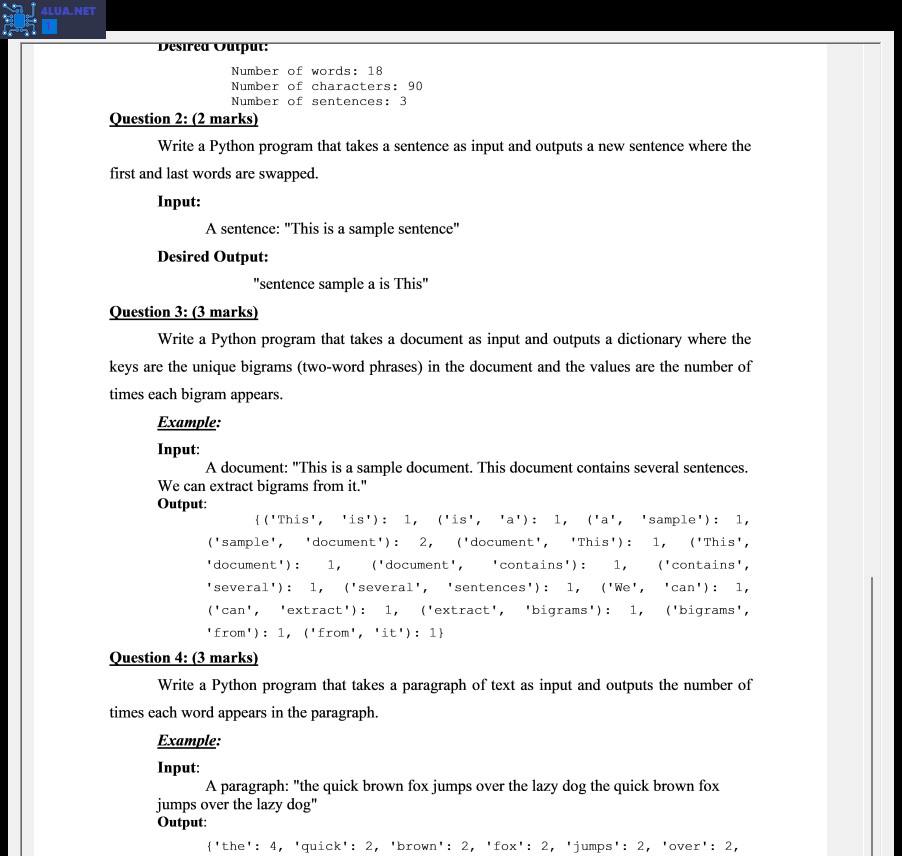 4LUA.NET
1
Desired Output:
Number of words: 18
Number of characters: 90
Number of sentences: 3
Question 2: (2 marks)
Write a Python program that takes a sentence as input and outputs a new sentence where the
first and last words are swapped.
Input:
A sentence: "This is a sample sentence"
Desired Output:
"sentence sample a is This"
Question 3: (3 marks)
Write a Python program that takes a document as input and outputs a dictionary where the
keys are the unique bigrams (two-word phrases) in the document and the values are the number of
times each bigram appears.
Example:
Input:
A document: "This is a sample document. This document contains several sentences.
We can extract bigrams from it."
Output:
{('This', 'is'): 1, ('is', 'a'): 1, ('a', 'sample'): 1,
('sample', 'document'): 2, ('document', 'This'): 1, ('This',
'document'): 1, ('document', 'contains'): 1, ('contains',
'several'): 1, ('several', 'sentences'): 1, ('We', 'can'): 1,
('can', 'extract'): 1, ('extract', 'bigrams'): 1, ('bigrams',
'from'): 1, ('from', 'it'): 1}
Question 4: (3 marks)
Write a Python program that takes a paragraph of text as input and outputs the number of
times each word appears in the paragraph.
Example:
Input:
A paragraph: "the quick brown fox jumps over the lazy dog the quick brown fox
jumps over the lazy dog"
Output:
{'the': 4, 'quick': 2, 'brown': 2, 'fox': 2, 'jumps': 2, 'over': 2,